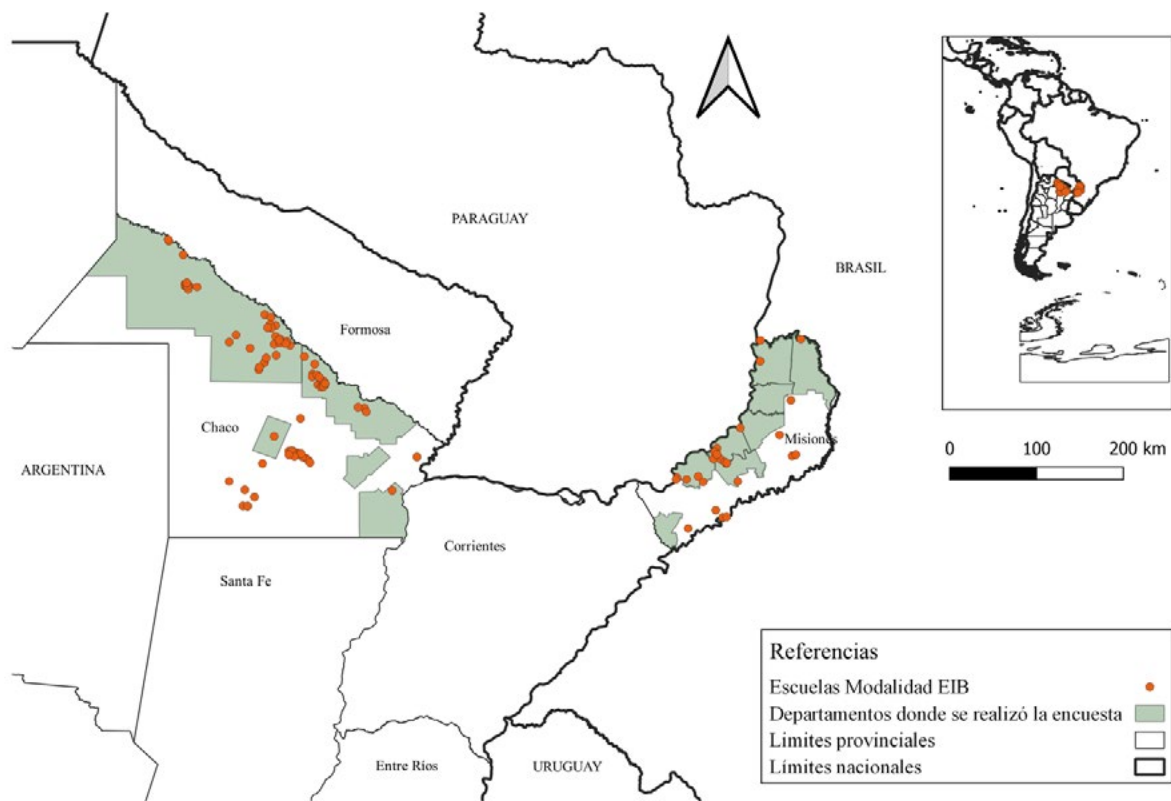 PARAGUAY
BRASIL
Formosa
Chaco
Misiones
ARGENTINA
0 100 200 km
Corrientes
Santa Fe
Referencias
Escuelas Modalidad EIB
Departamentos donde se realizó la encuesta
Límites provinciales
Límites nacionales
Entre Ríos
URUGUAY